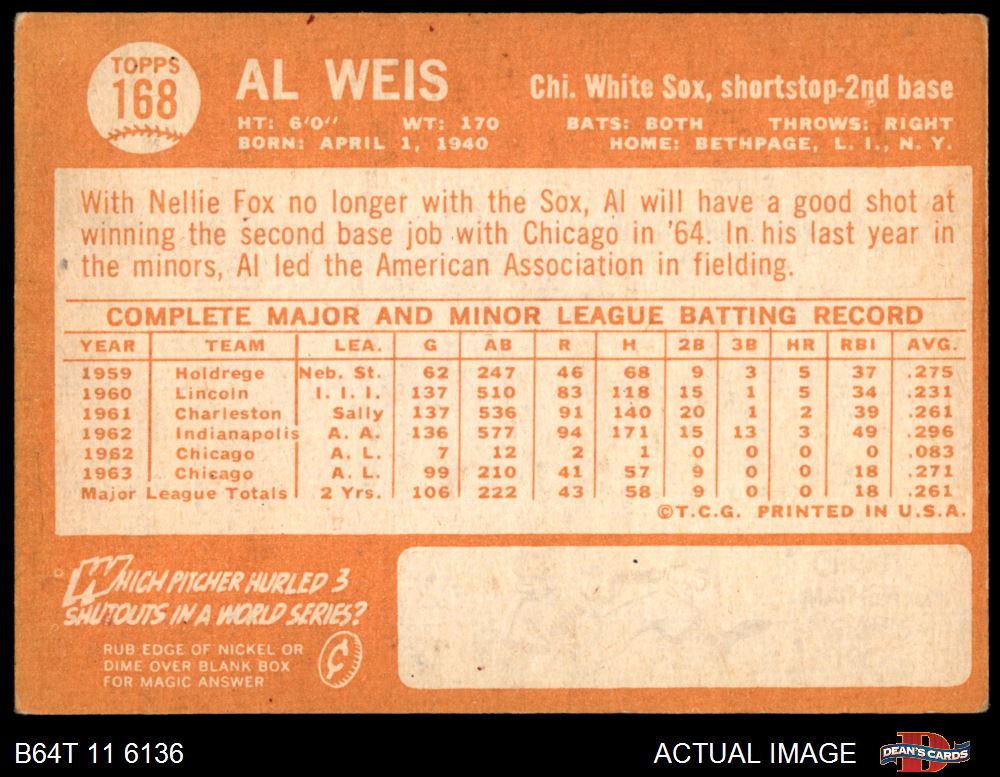 TOPPS
168
AL WEIS
Chi. White Sox, shortstop-2nd base
HT: 6'0" WT: 170 BATS: BOTH THROWS: RIGHT
BORN: APRIL 1, 1940 HOME: BETHPAGE, L. I., N. Y.
With Nellie Fox no longer with the Sox, Al will have a good shot at
winning the second base job with Chicago in '64. In his last year in
the minors, Al led the American Association in fielding.
COMPLETE MAJOR AND MINOR LEAGUE BATTING RECORD
YEAR TEAM LEA. G AB R H 2B 3B HR RBI AVG.
1959 Holdrege Neb. St. 62 247 46 68 9 3 5 37 .275
1960 Lincoln I. I. I. 137 510 83 118 15 1 5 34 .231
1961 Charleston Sally 137 536 91 140 20 1 2 39 .261
1962 Indianapolis A. A. 136 577 94 171 15 13 3 49 .296
1962 Chicago A. L. 7 12 2 1 0 0 0 0 .083
1963 Chicago A. L. 99 210 41 57 9 0 0 18 .271
Major League Totals 2 Yrs. 106 222 43 58 9 0 0 18 .261
©T.C.G. PRINTED IN U.S.A.
WHICH PITCHER HURLED 3
SHUTOUTS IN A WORLD SERIES?
RUB EDGE OF NICKEL OR
DIME OVER BLANK BOX
FOR MAGIC ANSWER
¢
B64T 11 6136 ACTUAL IMAGE
D
DEAN'S CARDS